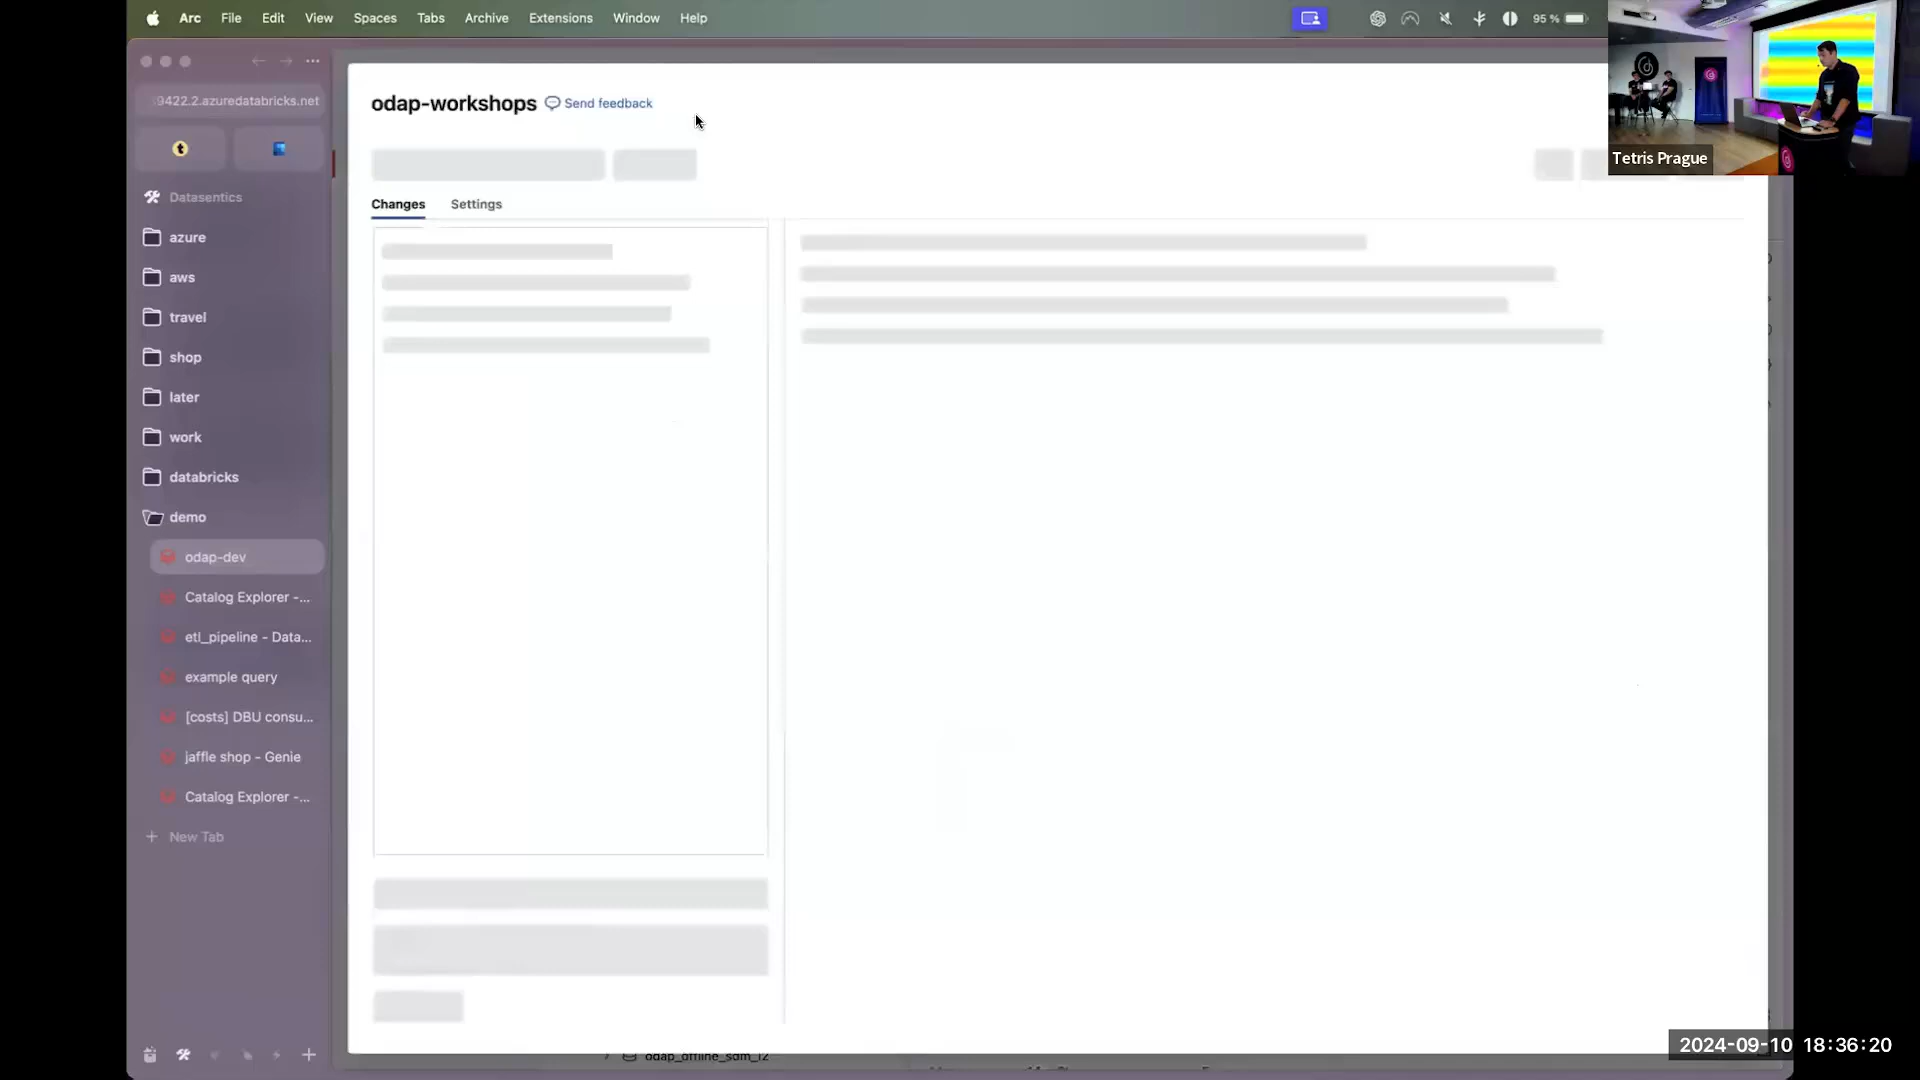 Arc File Edit View Spaces Tabs Archive Extensions Window Help
95 %
9422.2.azuredatabricks.net
Datasentics
azure
aws
travel
shop
later
work
databricks
demo
odap-dev
Catalog Explorer -...
etl_pipeline - Data...
example query
[costs] DBU consu...
jaffle shop - Genie
Catalog Explorer -...
+ New Tab
odap-workshops Send feedback
Changes Settings
odap_offline_sdm_l2
Tetris Prague
2024-09-10 18:36:20